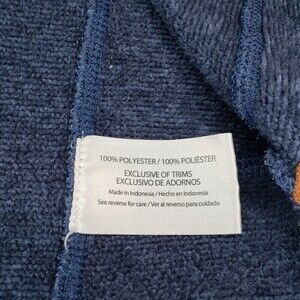 100% POLYESTER / 100% POLIÉSTER
EXCLUSIVE OF TRIMS
EXCLUSIVO DE ADORNOS
Made in Indonesia / Hecho en Indonesia
See reverse for care / Ver al reverso para cuidado